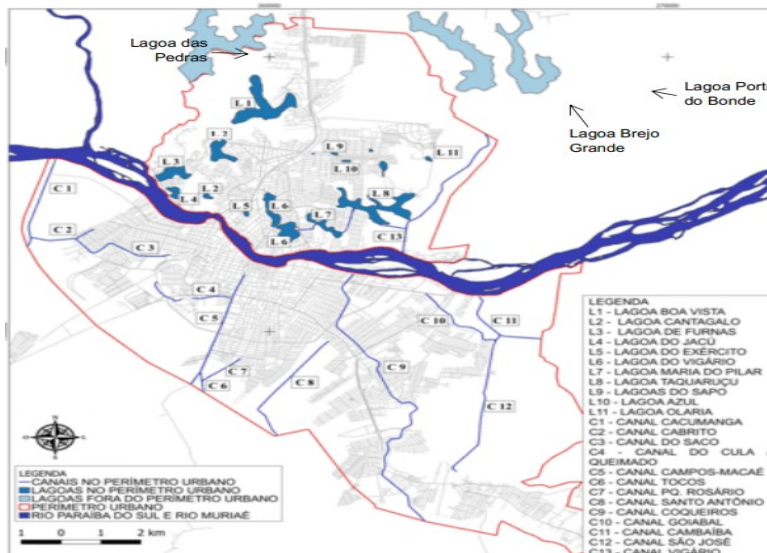 260000
270000
Lagoa das
Pedras
Lagoa Port
do Bonde
Lagoa Brejo
Grande
L 1
L 2
L 9
L 11
L 10
L 3
L 2
L 4
L 5
L 6
L 8
L 7
L 6
C 13
C 1
C 2
C 3
C 4
C 5
C 7
C 6
C 8
C 9
C 10
C 11
C 12
N
LEGENDA
CANAIS NO PERÍMETRO URBANO
LAGOAS NO PERÍMETRO URBANO
LAGOAS FORA DO PERÍMETRO URBANO
PERÍMETRO URBANO
RIO PARAÍBA DO SUL E RIO MURIAÉ
1 0 1 2 km
LEGENDA
L1 - LAGOA BOA VISTA
L2 - LAGOA CANTAGALO
L3 - LAGOA DE FURNAS
L4 - LAGOA DO JACÚ
L5 - LAGOA DO EXÉRCITO
L6 - LAGOA DO VIGÁRIO
L7 - LAGOA MARIA DO PILAR
L8 - LAGOA TAQUARUÇU
L9 - LAGOAS DO SAPO
L10 - LAGOA AZUL
L11 - LAGOA OLARIA
C1 - CANAL CACUMANGA
C2 - CANAL CABRITO
C3 - CANAL DO SACO
C4 - CANAL DO CULA
QUEIMADO
C5 - CANAL CAMPOS-MACAÉ
C6 - CANAL TOCOS
C7 - CANAL PQ. ROSÁRIO
C8 - CANAL SANTO ANTÔNIO
C9 - CANAL COQUEIROS
C10 - CANAL GOIABAL
C11 - CANAL CAMBAÍBA
C12 - CANAL SÃO JOSÉ
C13 - CANAL VIGÁRIO